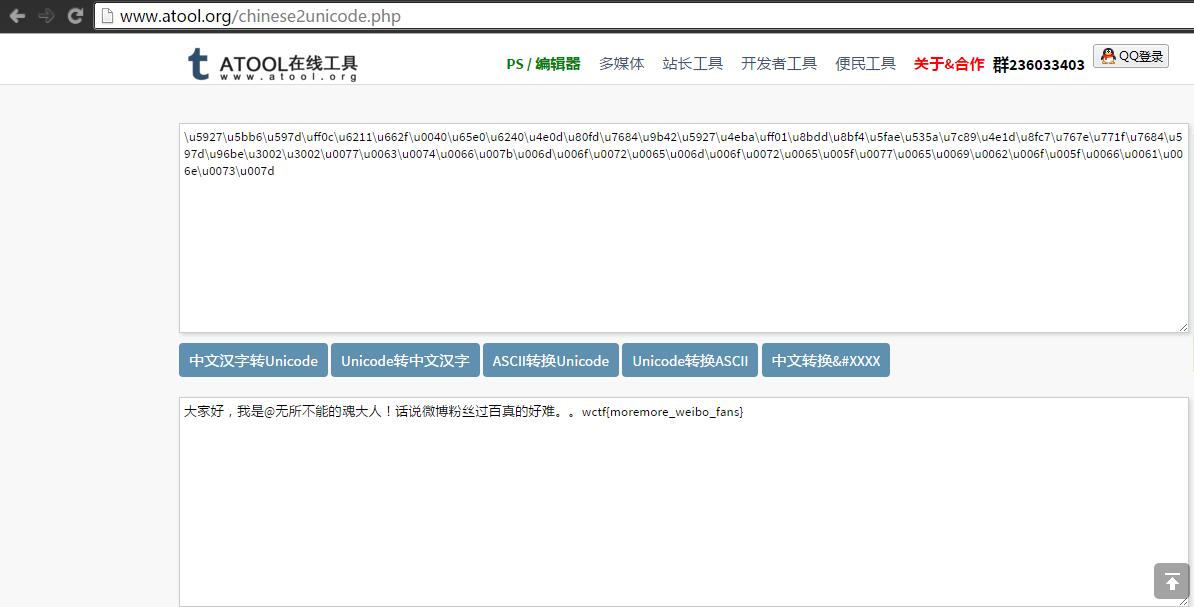 www.atool.org/chinese2unicode.php
t ATOOL在线工具
www.atool.org
PS / 编辑器 多媒体 站长工具 开发者工具 便民工具 关于&合作 群236033403 QQ登录
\u5927\u5bb6\u597d\uff0c\u6211\u662f\u0040\u65e0\u6240\u4e0d\u80fd\u7684\u9b42\u5927\u4eba\uff01\u8bdd\u8bf4\u5fae\u535a\u7c89\u4e1d\u8fc7\u767e\u771f\u7684\u5
97d\u96be\u3002\u3002\u0077\u0063\u0074\u0066\u007b\u006d\u006f\u0072\u0065\u006d\u006f\u0072\u0065\u005f\u0077\u0065\u0069\u0062\u006f\u005f\u0066\u0061\u00
6e\u0073\u007d
中文汉字转Unicode Unicode转中文汉字 ASCII转换Unicode Unicode转换ASCII 中文转换&#XXXX
大家好，我是@无所不能的魂大人！话说微博粉丝过百真的好难。。wctf{moremore_weibo_fans}